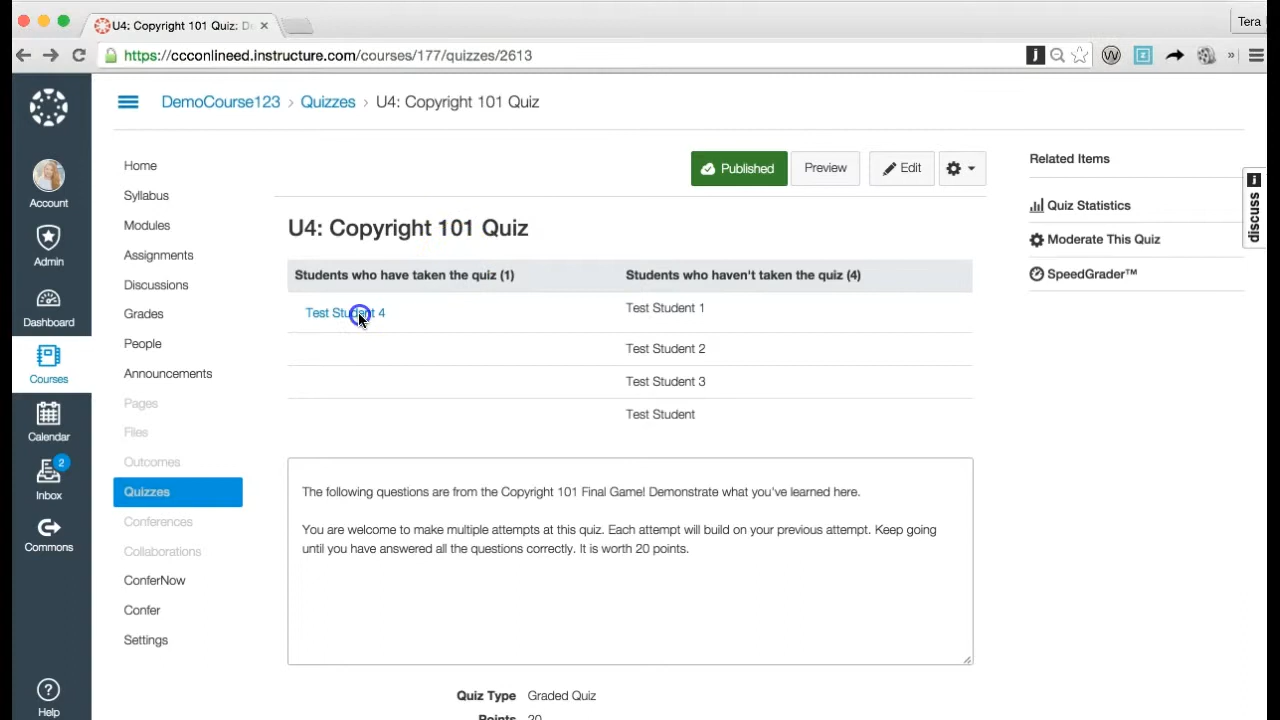 U4: Copyright 101 Quiz: D
Tera
https://ccconlineed.instructure.com/courses/177/quizzes/2613
DemoCourse123 › Quizzes › U4: Copyright 101 Quiz
Account
Admin
Dashboard
Courses
Calendar
2
Inbox
Commons
Help
Home
Syllabus
Modules
Assignments
Discussions
Grades
People
Announcements
Pages
Files
Outcomes
Quizzes
Conferences
Collaborations
ConferNow
Confer
Settings
Published
Preview
Edit
U4: Copyright 101 Quiz
Students who have taken the quiz (1) Students who haven't taken the quiz (4)
Test Student 4 Test Student 1
Test Student 2
Test Student 3
Test Student
The following questions are from the Copyright 101 Final Game! Demonstrate what you've learned here.
You are welcome to make multiple attempts at this quiz. Each attempt will build on your previous attempt. Keep going
until you have answered all the questions correctly. It is worth 20 points.
Quiz Type Graded Quiz
Points 20
Related Items
Quiz Statistics
Moderate This Quiz
SpeedGrader™
discuss